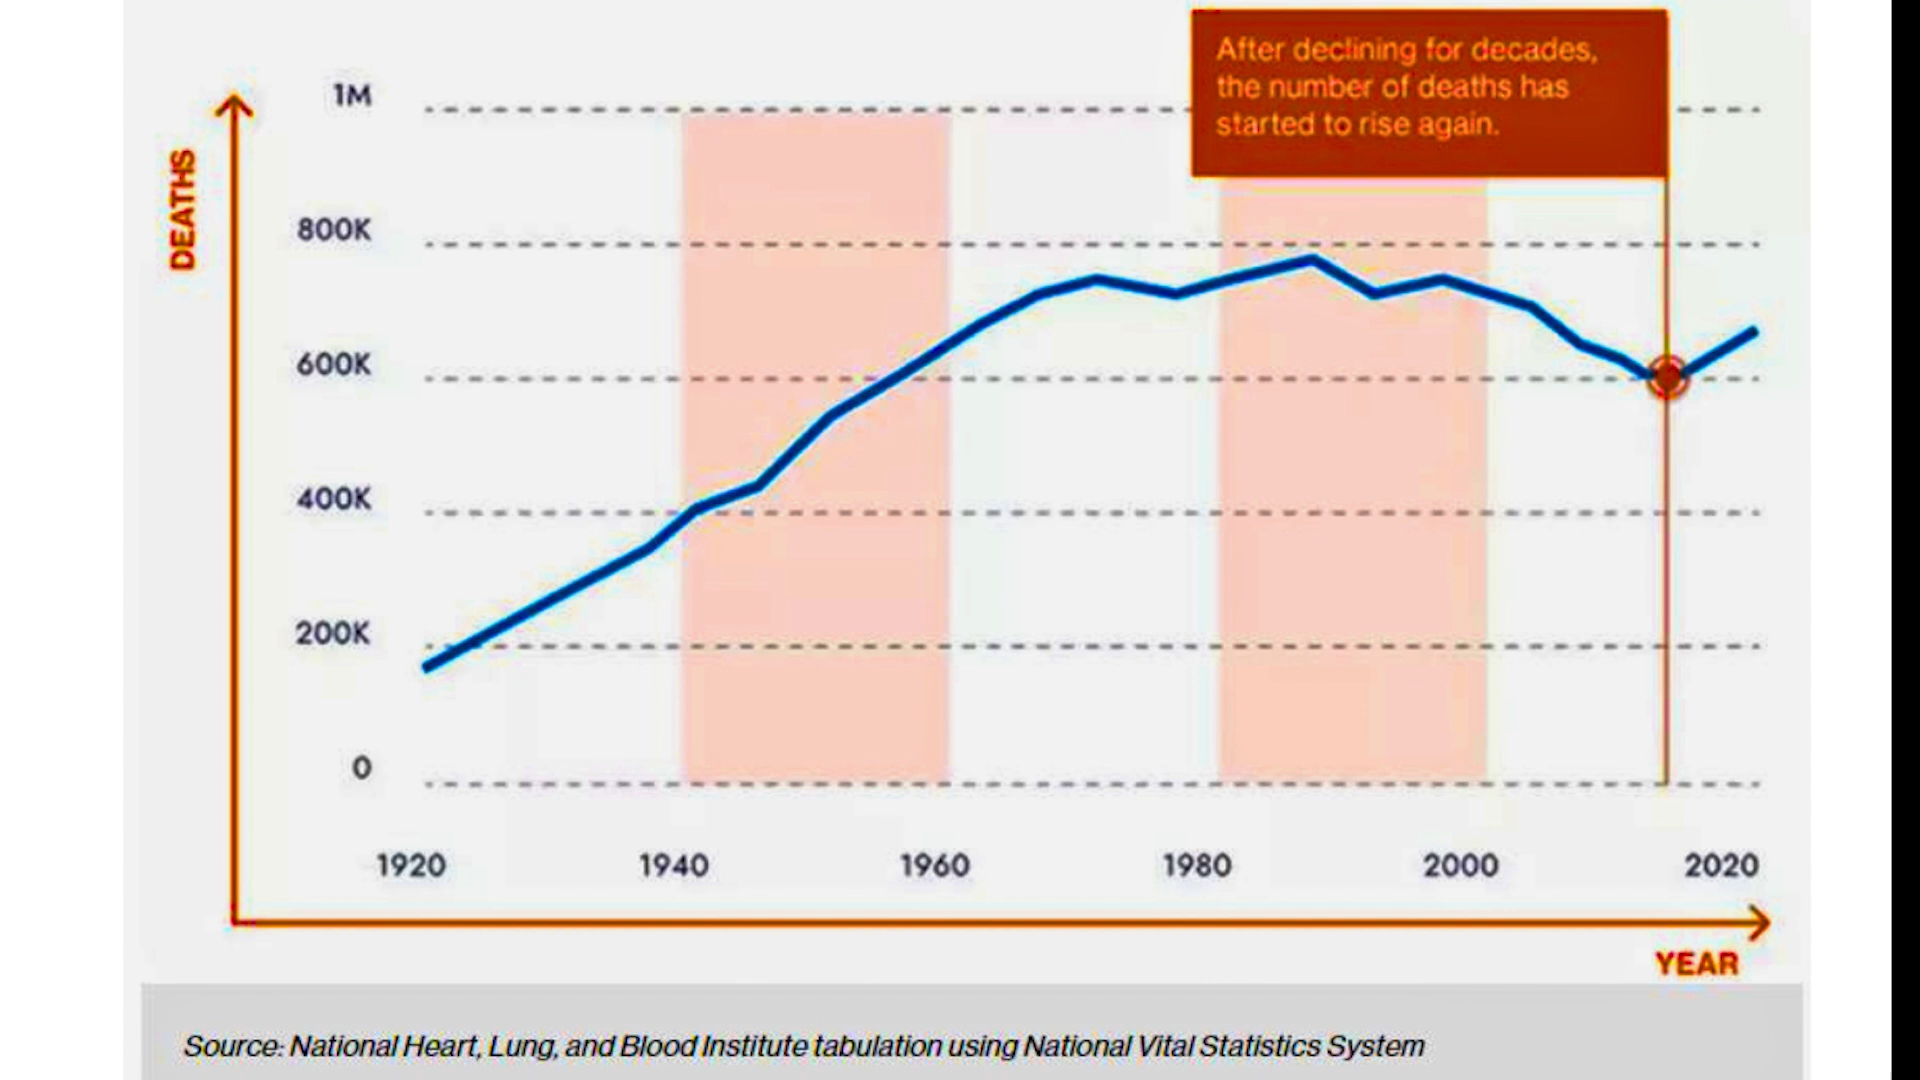 After declining for decades,
the number of deaths has
started to rise again.
DEATHS
1M
800K
600K
400K
200K
0
1920 1940 1960 1980 2000 2020
YEAR
Source: National Heart, Lung, and Blood Institute tabulation using National Vital Statistics System